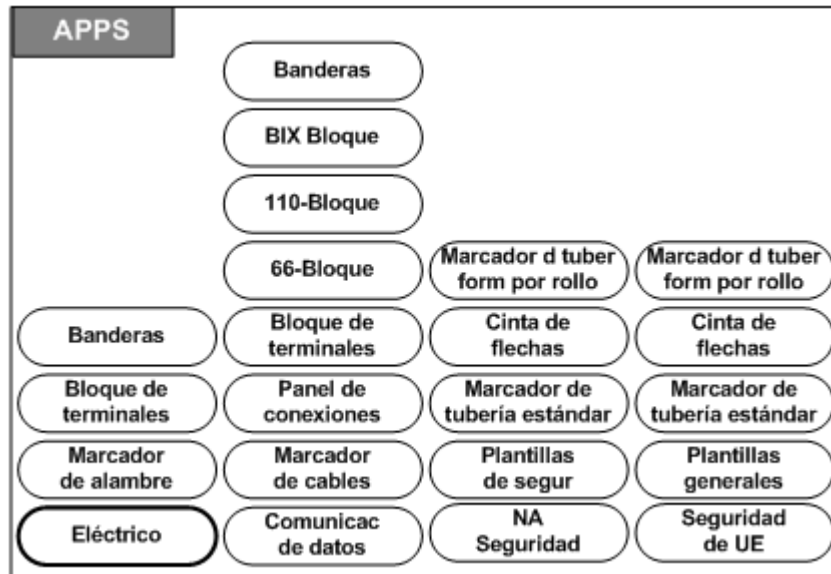 APPS
Banderas
BIX Bloque
110-Bloque
66-Bloque
Marcador d tuber
form por rollo
Marcador d tuber
form por rollo
Banderas
Bloque de
terminales
Cinta de
flechas
Cinta de
flechas
Bloque de
terminales
Panel de
conexiones
Marcador de
tubería estándar
Marcador de
tubería estándar
Marcador
de alambre
Marcador
de cables
Plantillas
de segur
Plantillas
generales
Eléctrico
Comunicac
de datos
NA
Seguridad
Seguridad
de UE